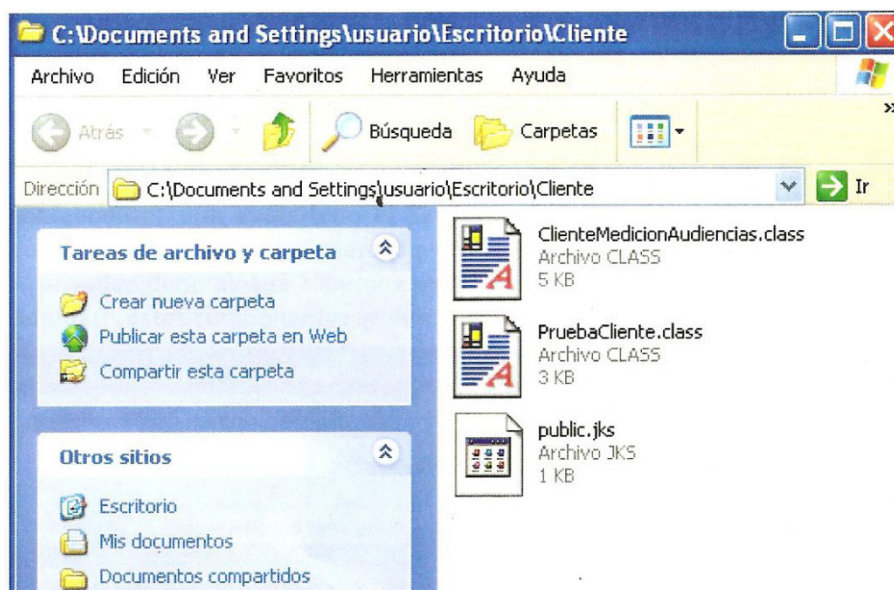 C:\Documents and Settings\usuario\Escritorio\Cliente
Archivo Edición Ver Favoritos Herramientas Ayuda
Atrás Búsqueda Carpetas »
Dirección C:\Documents and Settings\usuario\Escritorio\Cliente Ir
Tareas de archivo y carpeta
Crear nueva carpeta
Publicar esta carpeta en Web
Compartir esta carpeta
Otros sitios
Escritorio
Mis documentos
Documentos compartidos
ClienteMedicionAudiencias.class
Archivo CLASS
5 KB
PruebaCliente.class
Archivo CLASS
3 KB
public.jks
Archivo JKS
1 KB